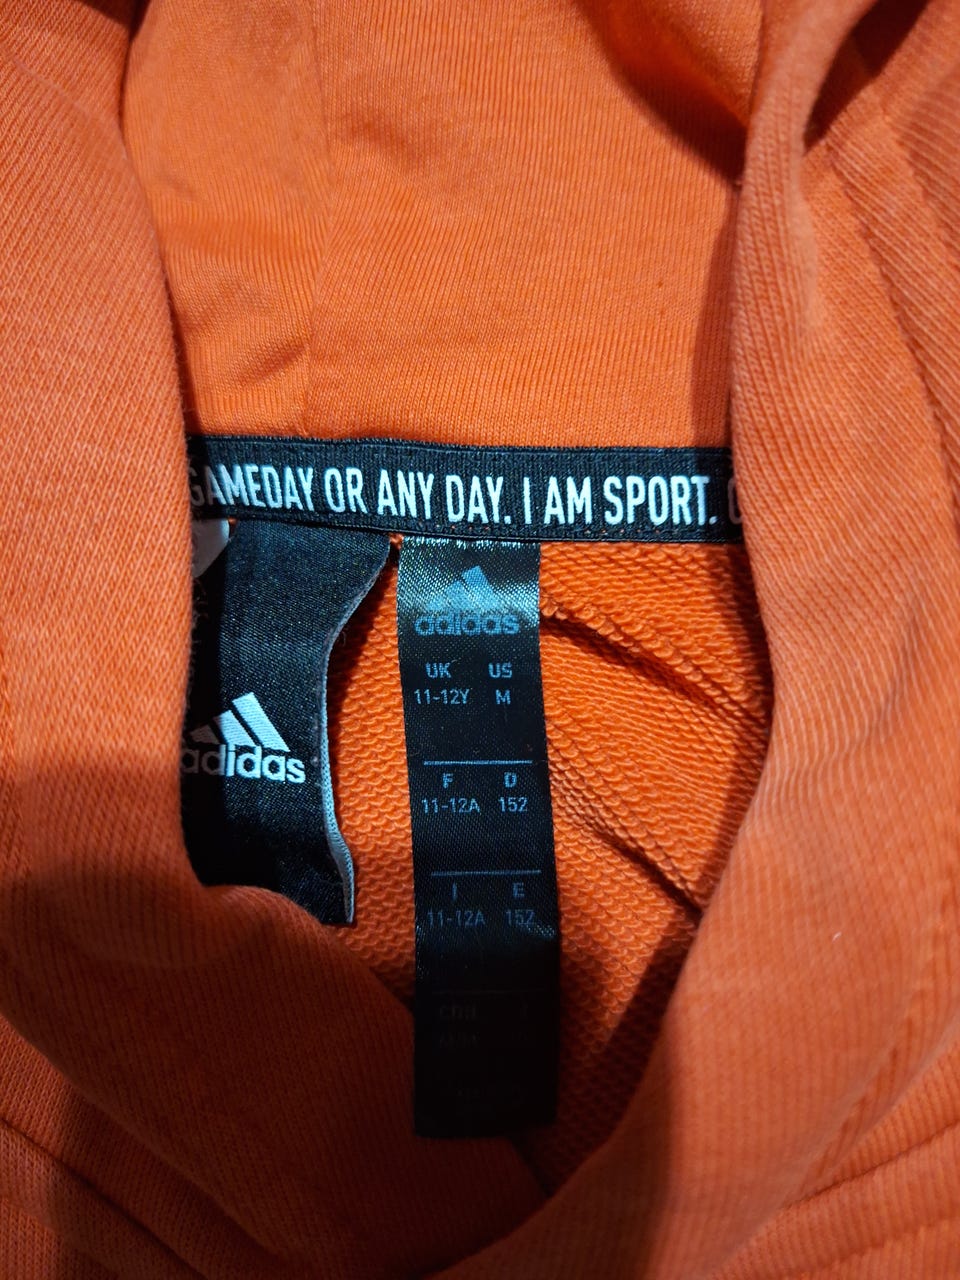 GAMEDAY OR ANY DAY. I AM SPORT.
adidas
adidas
UK US
11-12Y M
F D
11-12A 152
I E
11-12A 152